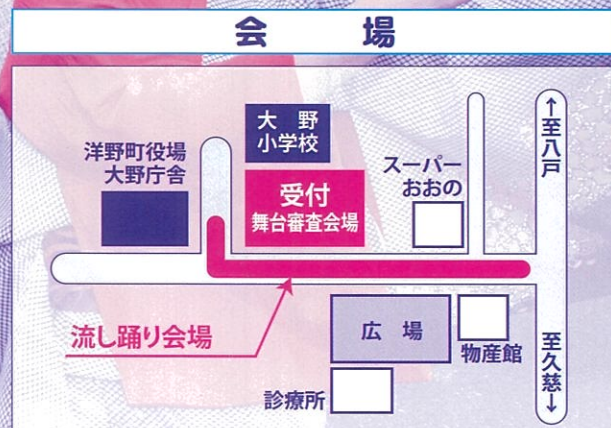 会　場
大　野
小学校
洋野町役場
大野庁舎
受付
舞台審査会場
スーパー
おおの
↑至八戸
流し踊り会場
広　場
物産館
至久慈↓
診療所